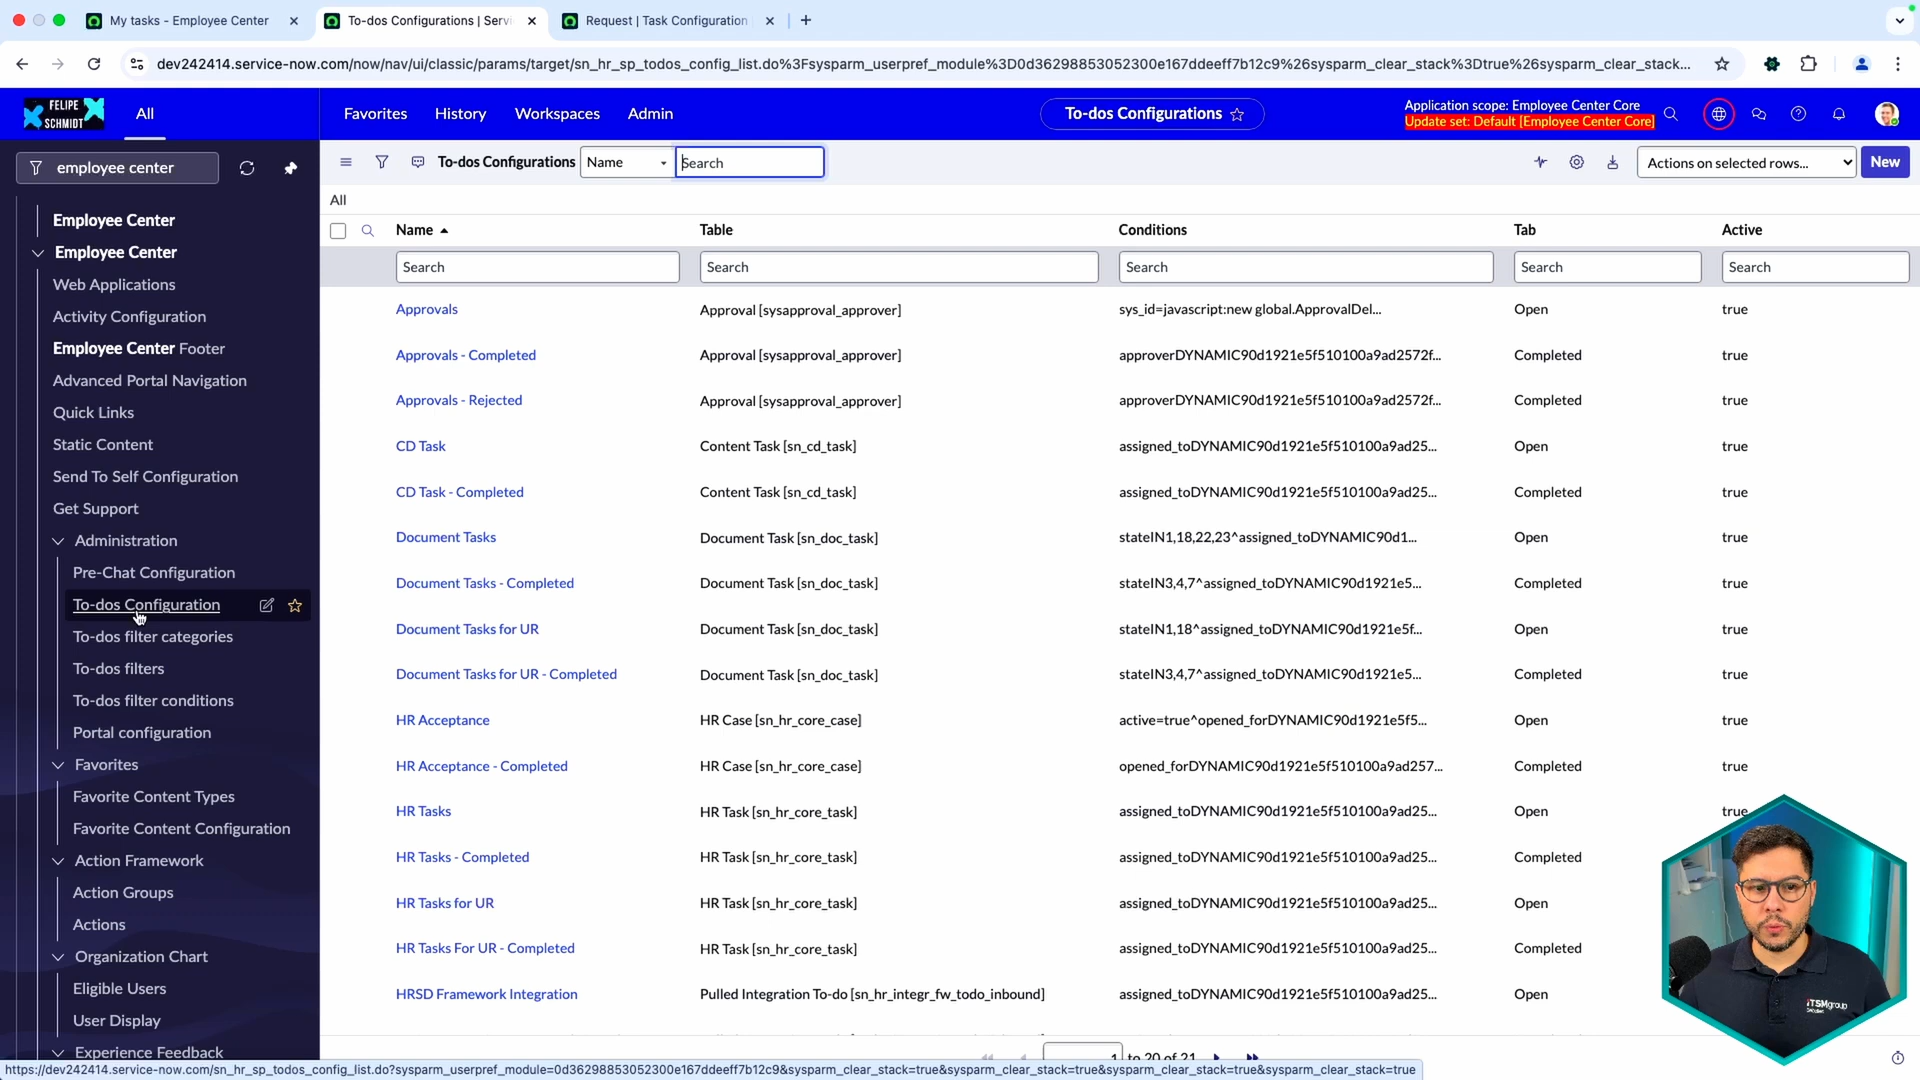 My tasks - Employee Center
To-dos Configurations | Servi
Request | Task Configuration
dev242414.service-now.com/now/nav/ui/classic/params/target/sn_hr_sp_todos_config_list.do%3Fsysparm_userpref_module%3D0d36298853052300e167ddeeff7b12c9%26sysparm_clear_stack%3Dtrue%26sysparm_clear_stack...
FELIPE SCHMIDT
All
Favorites
History
Workspaces
Admin
To-dos Configurations
Application scope: Employee Center Core
Update set: Default [Employee Center Core]
employee center
To-dos Configurations
Name
Search
Actions on selected rows...
New
Employee Center
Employee Center
Web Applications
Activity Configuration
Employee Center Footer
Advanced Portal Navigation
Quick Links
Static Content
Send To Self Configuration
Get Support
Administration
Pre-Chat Configuration
To-dos Configuration
To-dos filter categories
To-dos filters
To-dos filter conditions
Portal configuration
Favorites
Favorite Content Types
Favorite Content Configuration
Action Framework
Action Groups
Actions
Organization Chart
Eligible Users
User Display
Experience Feedback
All
Name Table Conditions Tab Active
Search Search Search Search Search
Approvals Approval [sysapproval_approver] sys_id=javascript:new global.ApprovalDel... Open true
Approvals - Completed Approval [sysapproval_approver] approverDYNAMIC90d1921e5f510100a9ad2572f... Completed true
Approvals - Rejected Approval [sysapproval_approver] approverDYNAMIC90d1921e5f510100a9ad2572f... Completed true
CD Task Content Task [sn_cd_task] assigned_toDYNAMIC90d1921e5f510100a9ad25... Open true
CD Task - Completed Content Task [sn_cd_task] assigned_toDYNAMIC90d1921e5f510100a9ad25... Completed true
Document Tasks Document Task [sn_doc_task] stateIN1,18,22,23^assigned_toDYNAMIC90d1... Open true
Document Tasks - Completed Document Task [sn_doc_task] stateIN3,4,7^assigned_toDYNAMIC90d1921e5... Completed true
Document Tasks for UR Document Task [sn_doc_task] stateIN1,18^assigned_toDYNAMIC90d1921e5f... Open true
Document Tasks for UR - Completed Document Task [sn_doc_task] stateIN3,4,7^assigned_toDYNAMIC90d1921e5... Completed true
HR Acceptance HR Case [sn_hr_core_case] active=true^opened_forDYNAMIC90d1921e5f5... Open true
HR Acceptance - Completed HR Case [sn_hr_core_case] opened_forDYNAMIC90d1921e5f510100a9ad257... Completed true
HR Tasks HR Task [sn_hr_core_task] assigned_toDYNAMIC90d1921e5f510100a9ad25... Open true
HR Tasks - Completed HR Task [sn_hr_core_task] assigned_toDYNAMIC90d1921e5f510100a9ad25... Completed
HR Tasks for UR HR Task [sn_hr_core_task] assigned_toDYNAMIC90d1921e5f510100a9ad25... Open
HR Tasks For UR - Completed HR Task [sn_hr_core_task] assigned_toDYNAMIC90d1921e5f510100a9ad25... Completed
HRSD Framework Integration Pulled Integration To-do [sn_hr_integr_fw_todo_inbound] assigned_toDYNAMIC90d1921e5f510100a9ad25... Open
1 to 20 of 21
iTSMgroup
https://dev242414.service-now.com/sn_hr_sp_todos_config_list.do?sysparm_userpref_module=0d36298853052300e167ddeeff7b12c9&sysparm_clear_stack=true&sysparm_clear_stack=true&sysparm_clear_stack=true&sysparm_clear_stack=true